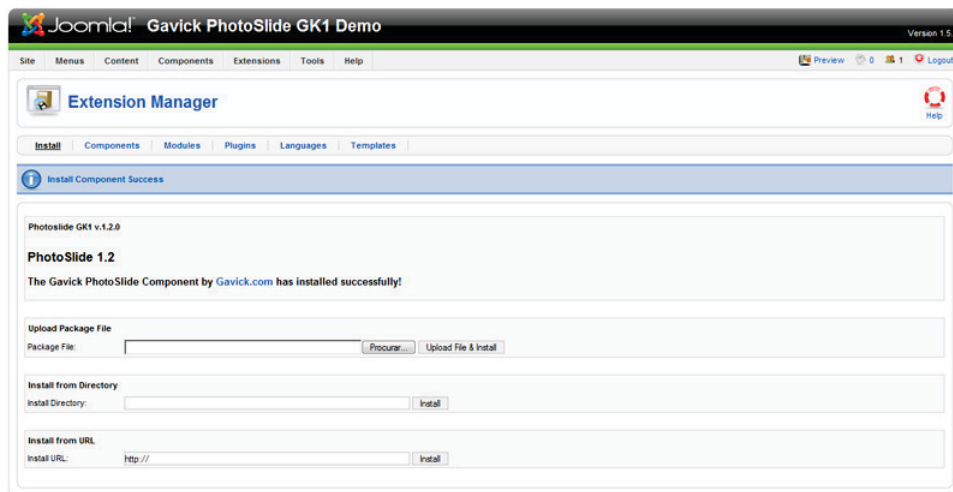 Joomla! Gavick PhotoSlide GK1 Demo
Version 1.5.
Site Menus Content Components Extensions Tools Help Preview 0 1 Logout
Extension Manager
Help
Install Components Modules Plugins Languages Templates
Install Component Success
Photoslide GK1 v.1.2.0
PhotoSlide 1.2
The Gavick PhotoSlide Component by Gavick.com has installed successfully!
Upload Package File
Package File: Procurar... Upload File & Install
Install from Directory
Install Directory: Install
Install from URL
Install URL: http:// Install